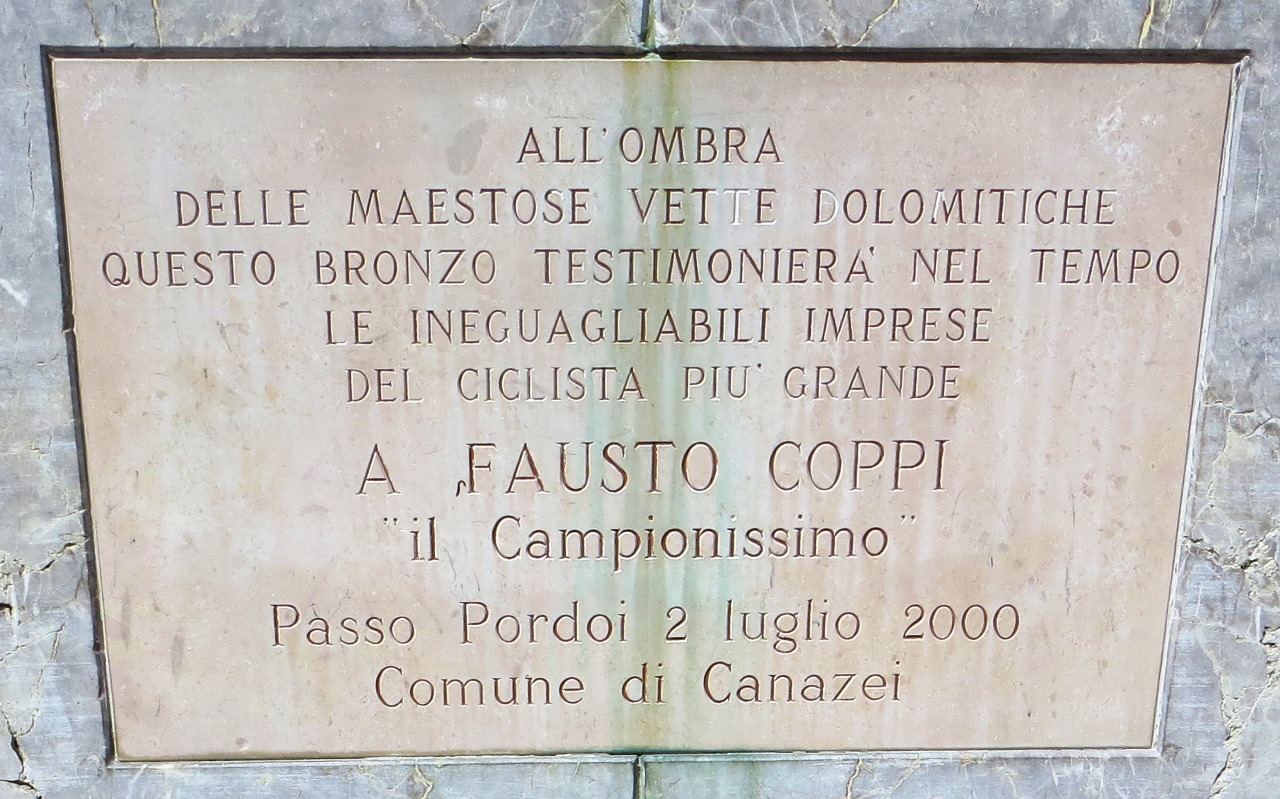 ALL'OMBRA
DELLE MAESTOSE VETTE DOLOMITICHE
QUESTO BRONZO TESTIMONIERA' NEL TEMPO
LE INEGUAGLIABILI IMPRESE
DEL CICLISTA PIU' GRANDE
A FAUSTO COPPI
"il Campionissimo"
Passo Pordoi 2 luglio 2000
Comune di Canazei